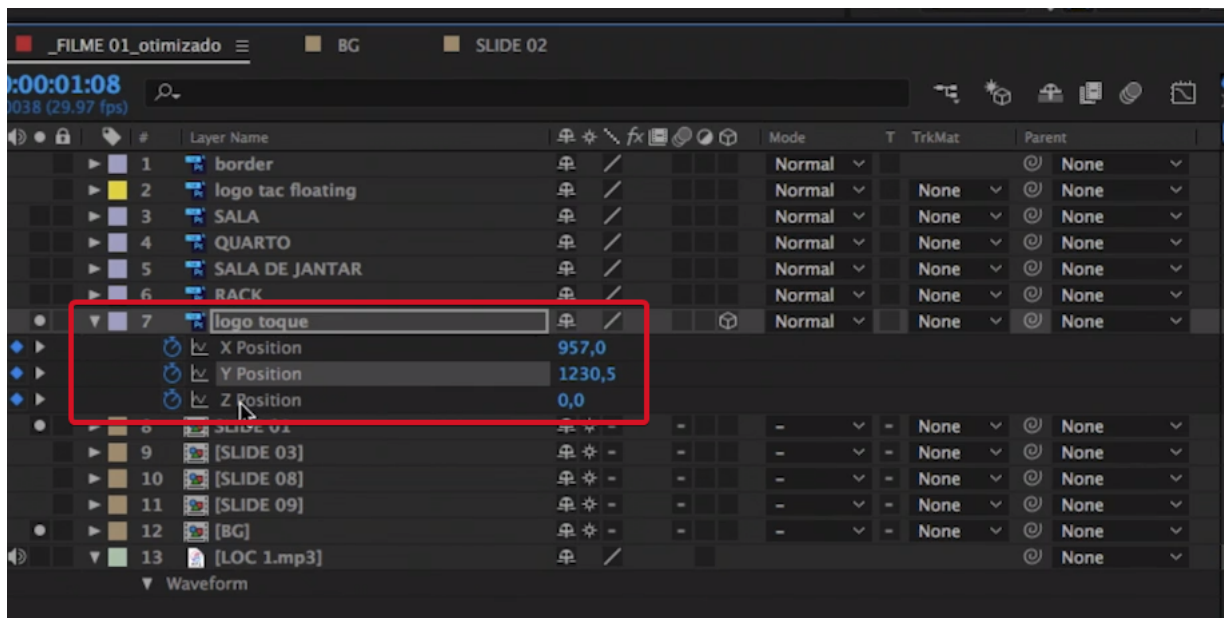 _FILME 01_otimizado BG SLIDE 02
0:00:01:08
0038 (29.97 fps)
# Layer Name fx Mode T TrkMat Parent
1 border Normal None
2 logo tac floating Normal None None
3 SALA Normal None None
4 QUARTO Normal None None
5 SALA DE JANTAR Normal None None
6 RACK Normal None None
7 logo toque Normal None None
X Position 957,0
Y Position 1230,5
Z Position 0,0
8 SLIDE 01 - - - - None None
9 [SLIDE 03] - - - - None None
10 [SLIDE 08] - - - - None None
11 [SLIDE 09] - - - - None None
12 [BG] - - - - None None
13 [LOC 1.mp3] None
Waveform